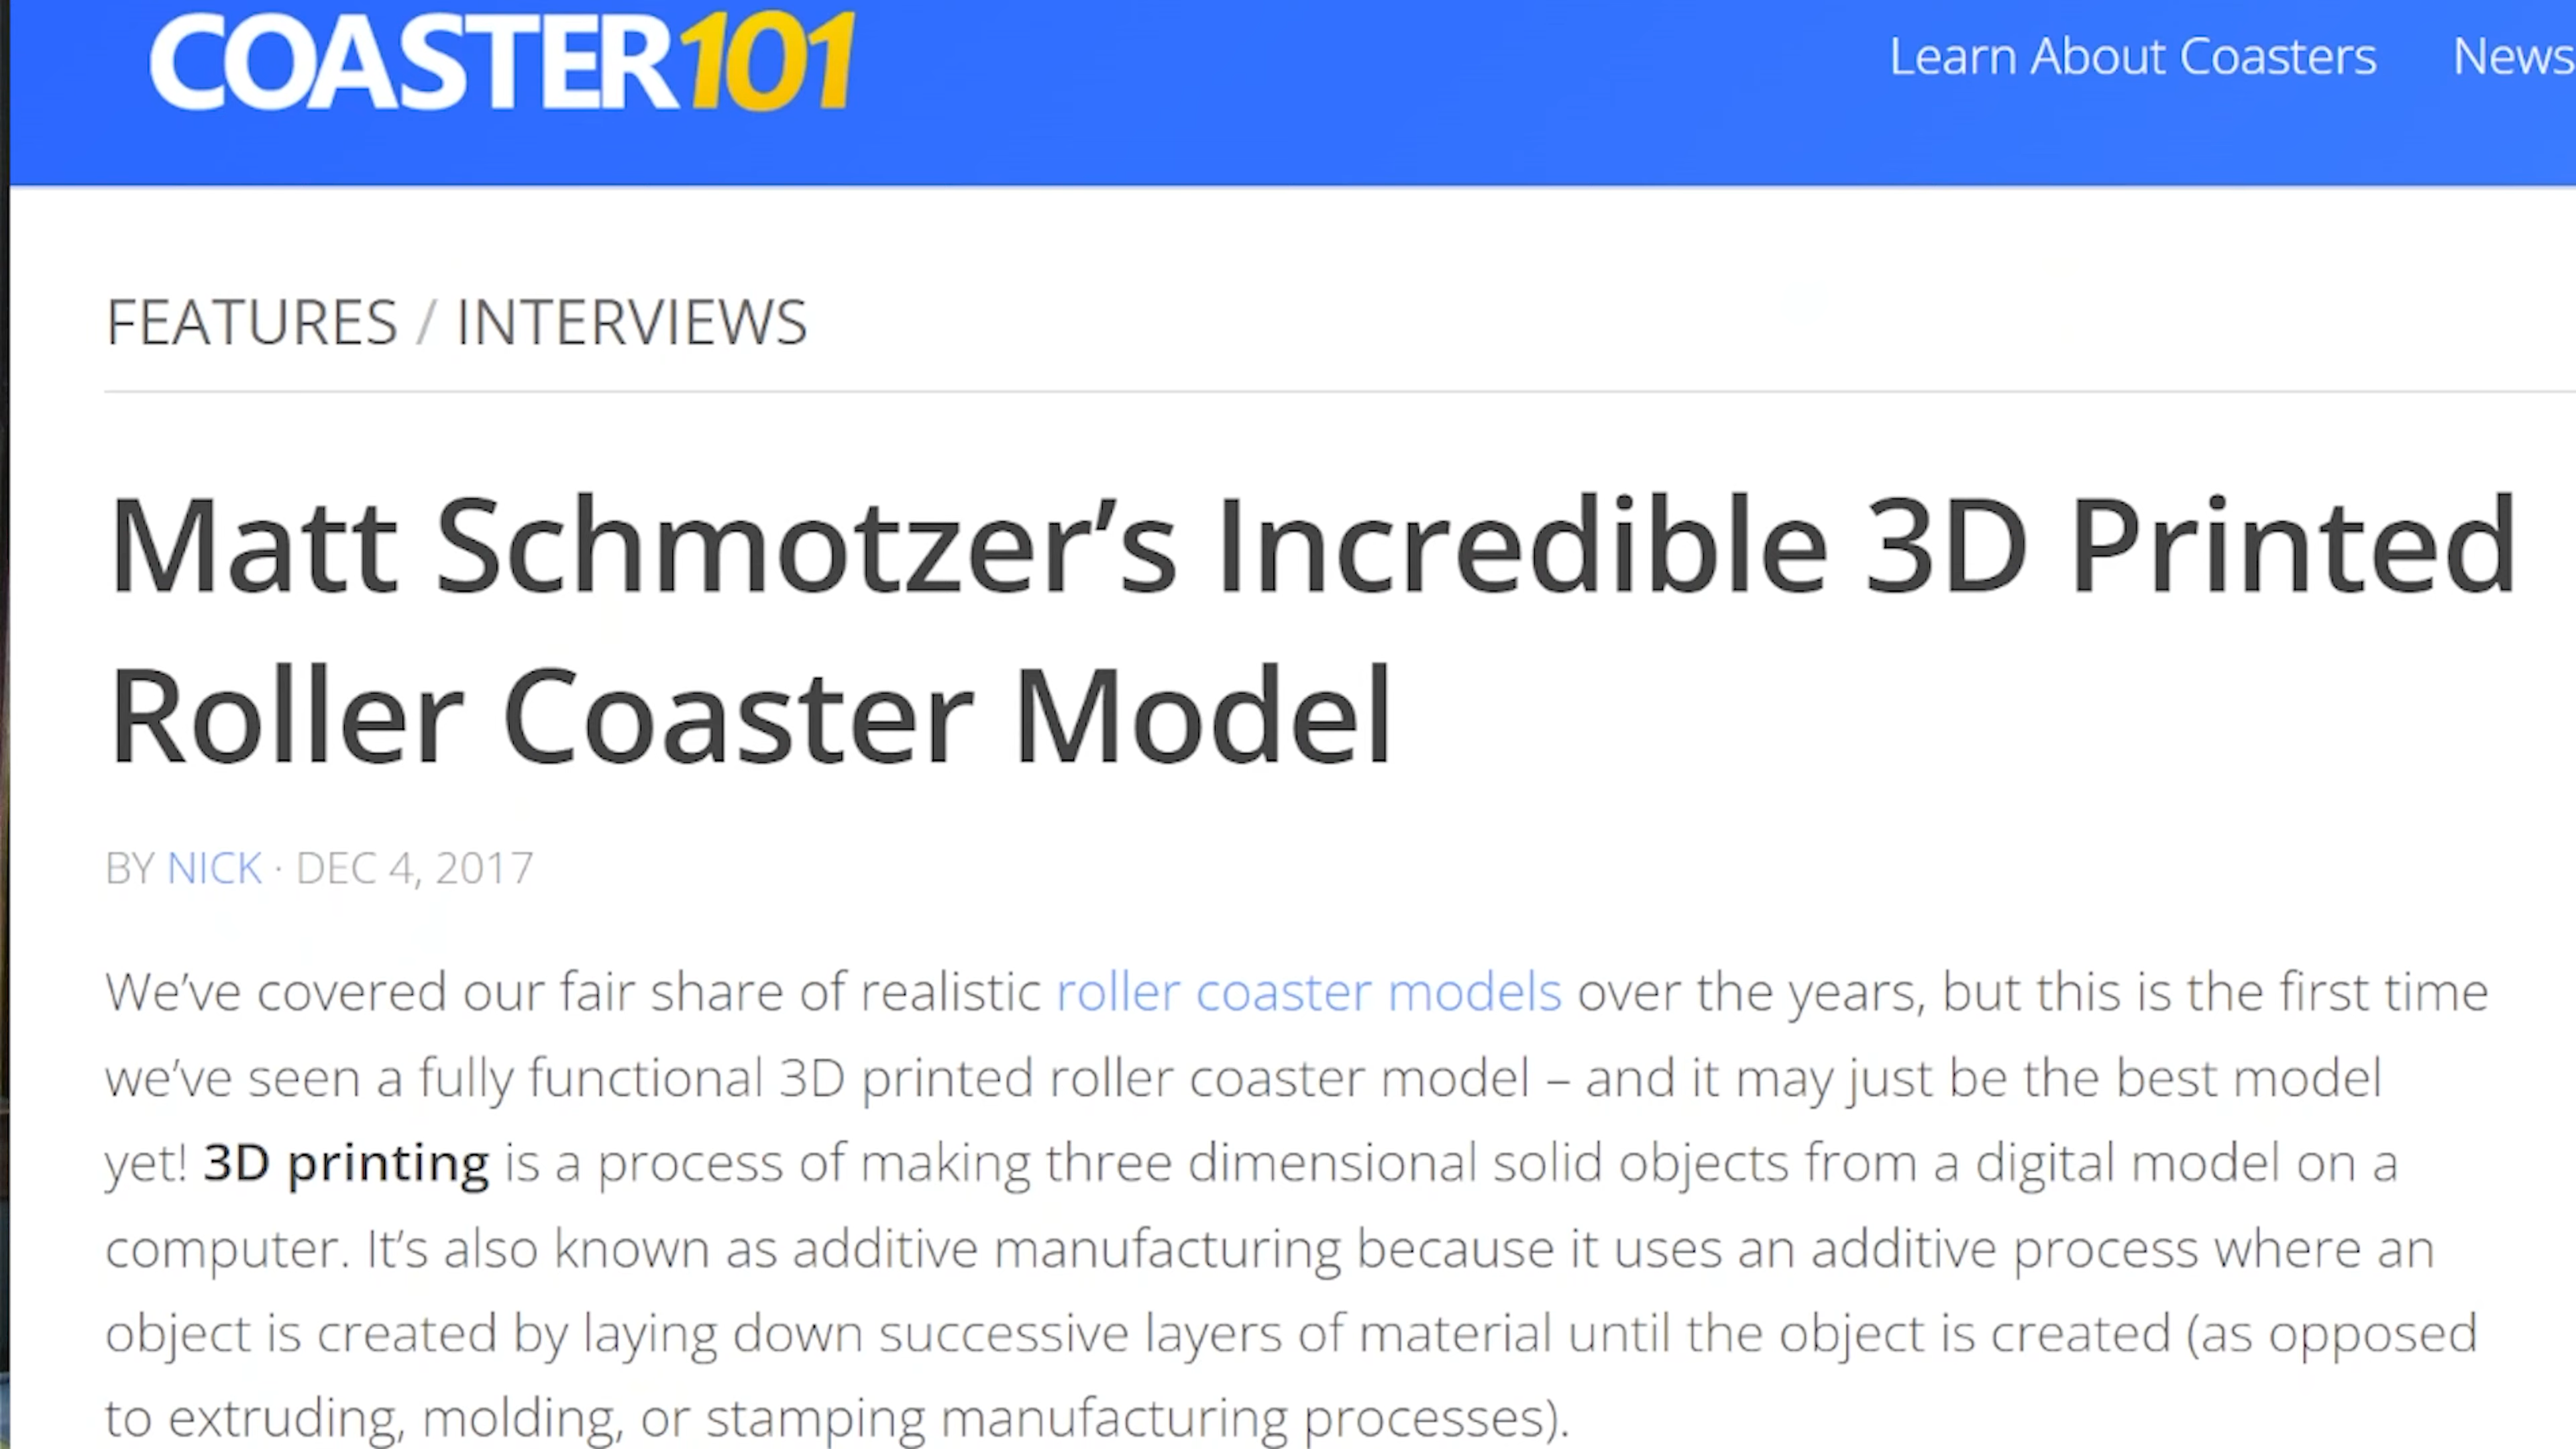 COASTER101
Learn About Coasters News
FEATURES / INTERVIEWS
Matt Schmotzer’s Incredible 3D Printed
Roller Coaster Model
BY NICK · DEC 4, 2017
We’ve covered our fair share of realistic roller coaster models over the years, but this is the first time
we’ve seen a fully functional 3D printed roller coaster model – and it may just be the best model
yet! 3D printing is a process of making three dimensional solid objects from a digital model on a
computer. It’s also known as additive manufacturing because it uses an additive process where an
object is created by laying down successive layers of material until the object is created (as opposed
to extruding, molding, or stamping manufacturing processes).